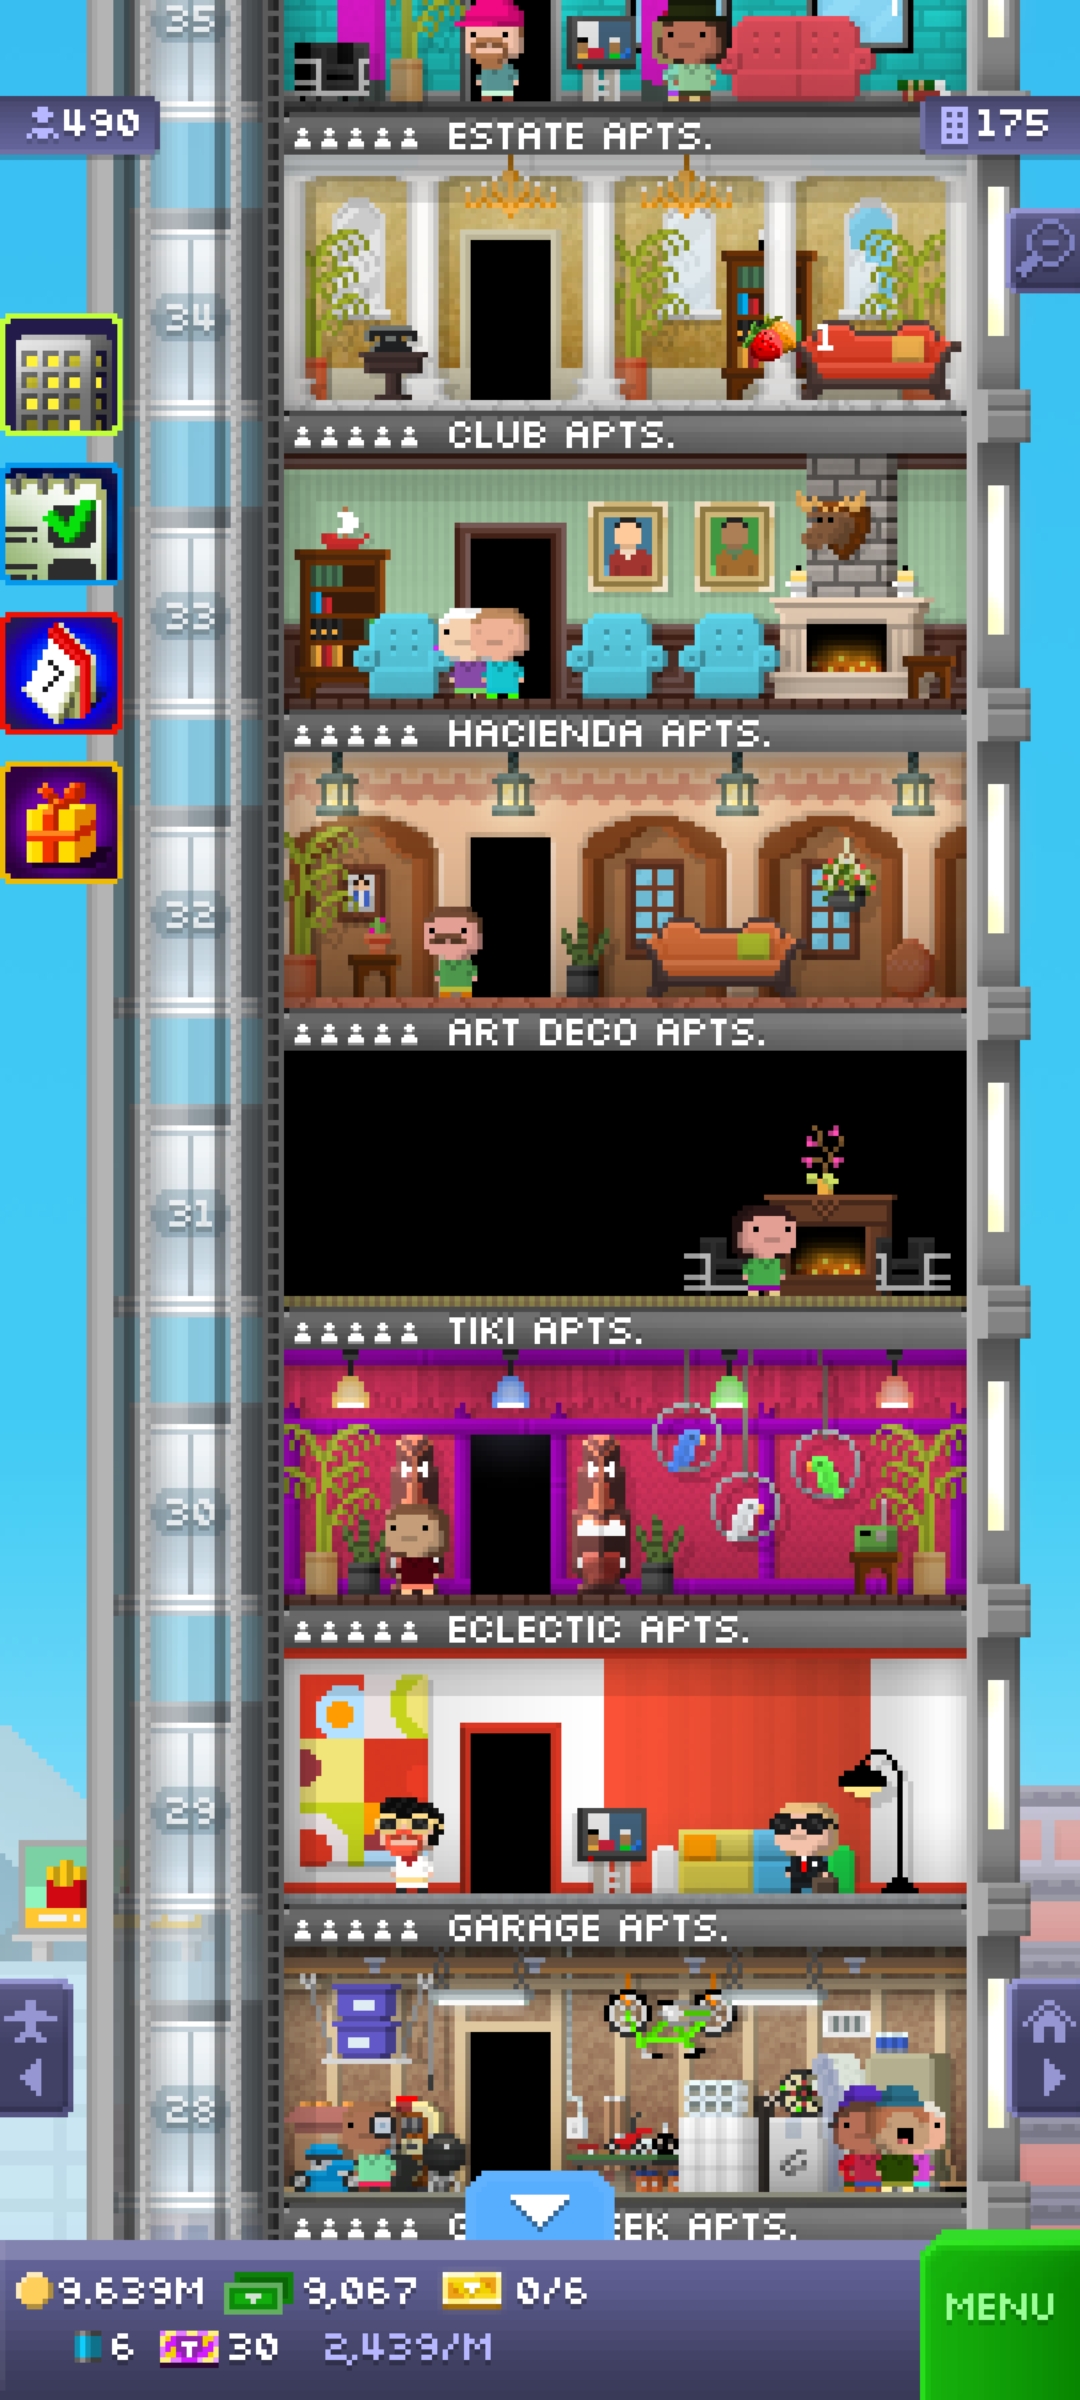 35
490
ESTATE APTS.
175
34
1
CLUB APTS.
33
HACIENDA APTS.
32
ART DECO APTS.
31
TIKI APTS.
30
ECLECTIC APTS.
29
GARAGE APTS.
28
EEK APTS.
9.639M 9,067 0/6
6 T 30 2,439/M
MENU